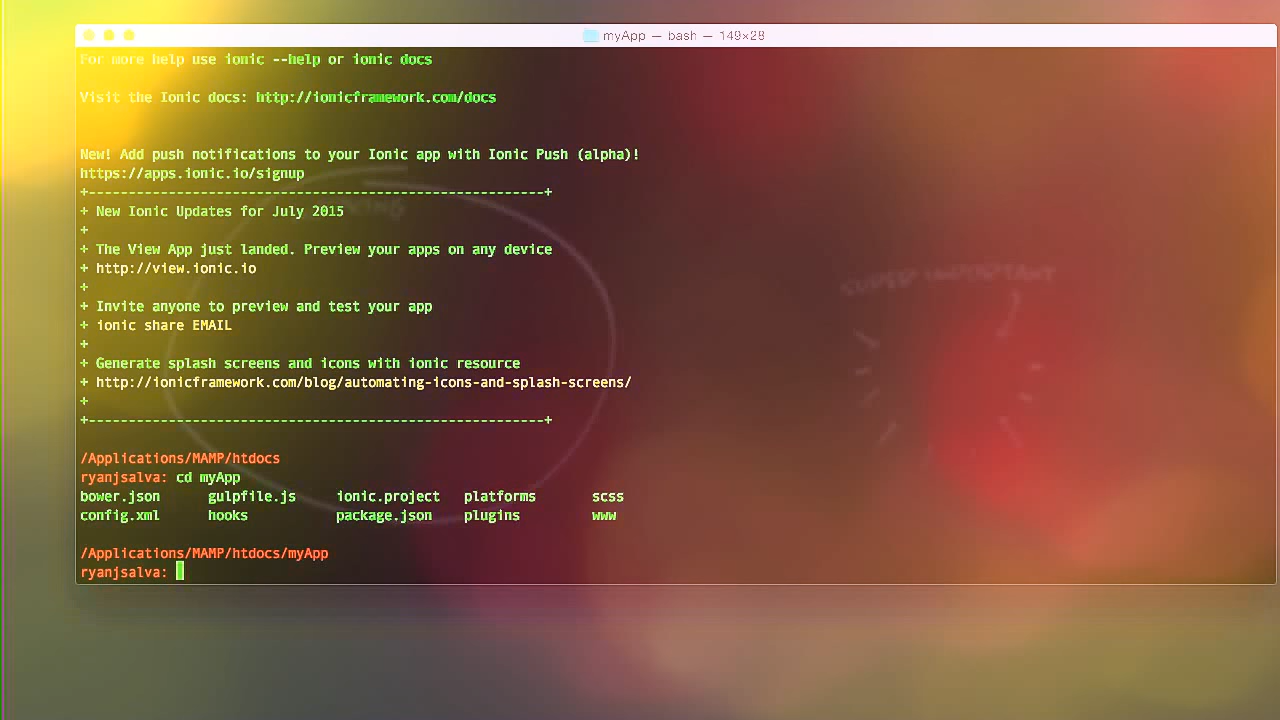 myApp — bash — 149×28
For more help use ionic --help or ionic docs
Visit the Ionic docs: http://ionicframework.com/docs
New! Add push notifications to your Ionic app with Ionic Push (alpha)!
https://apps.ionic.io/signup
+---------------------------------------------------------+
+ New Ionic Updates for July 2015
+
+ The View App just landed. Preview your apps on any device
+ http://view.ionic.io
+
+ Invite anyone to preview and test your app
+ ionic share EMAIL
+
+ Generate splash screens and icons with ionic resource
+ http://ionicframework.com/blog/automating-icons-and-splash-screens/
+
+---------------------------------------------------------+
SUPER IMPORTANT
/Applications/MAMP/htdocs
ryanjsalva: cd myApp
bower.json gulpfile.js ionic.project platforms scss
config.xml hooks package.json plugins www
/Applications/MAMP/htdocs/myApp
ryanjsalva: